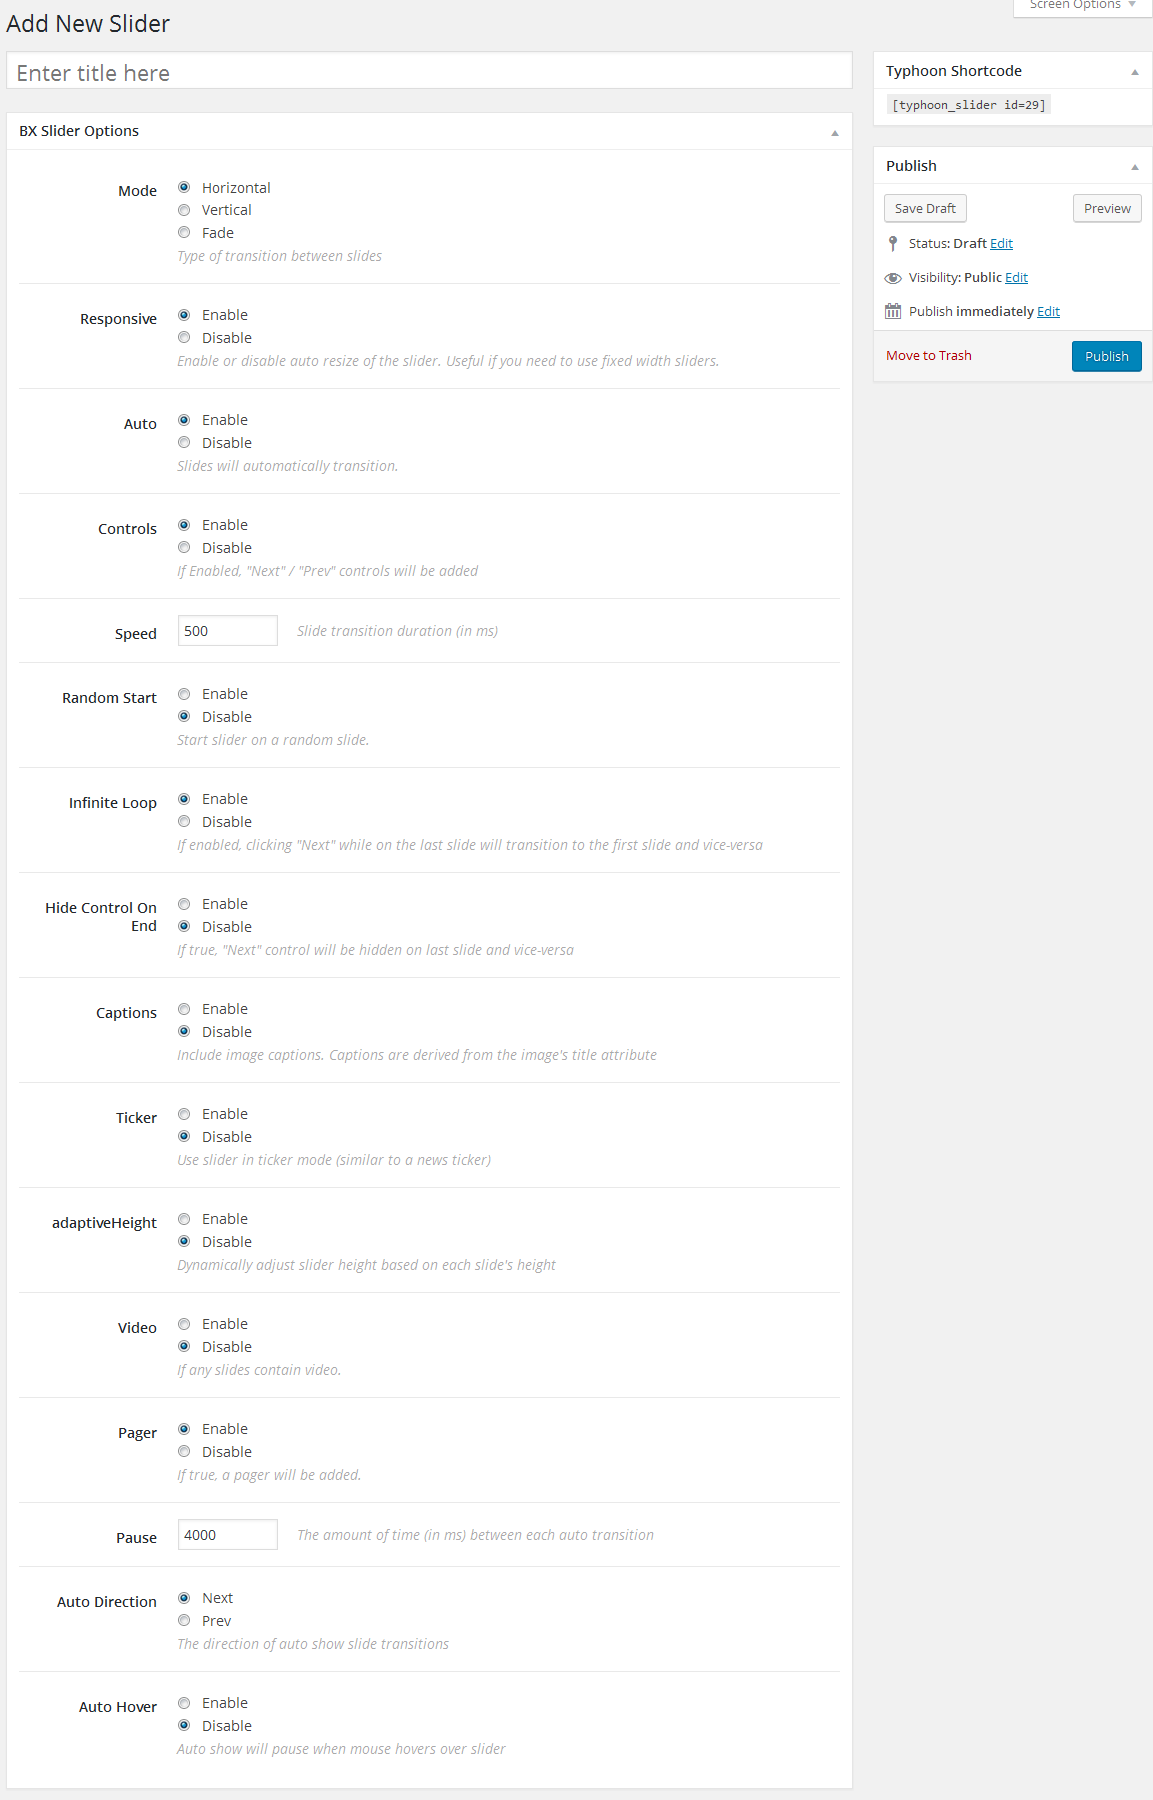 Screen Options
Add New Slider
Enter title here
BX Slider Options
Mode
Horizontal
Vertical
Fade
Type of transition between slides
Responsive
Enable
Disable
Enable or disable auto resize of the slider. Useful if you need to use fixed width sliders.
Auto
Enable
Disable
Slides will automatically transition.
Controls
Enable
Disable
If Enabled, "Next" / "Prev" controls will be added
Speed
500
Slide transition duration (in ms)
Random Start
Enable
Disable
Start slider on a random slide.
Infinite Loop
Enable
Disable
If enabled, clicking "Next" while on the last slide will transition to the first slide and vice-versa
Hide Control On
End
Enable
Disable
If true, "Next" control will be hidden on last slide and vice-versa
Captions
Enable
Disable
Include image captions. Captions are derived from the image's title attribute
Ticker
Enable
Disable
Use slider in ticker mode (similar to a news ticker)
adaptiveHeight
Enable
Disable
Dynamically adjust slider height based on each slide's height
Video
Enable
Disable
If any slides contain video.
Pager
Enable
Disable
If true, a pager will be added.
Pause
4000
The amount of time (in ms) between each auto transition
Auto Direction
Next
Prev
The direction of auto show slide transitions
Auto Hover
Enable
Disable
Auto show will pause when mouse hovers over slider
Typhoon Shortcode
[typhoon_slider id=29]
Publish
Save Draft
Preview
Status: Draft Edit
Visibility: Public Edit
Publish immediately Edit
Move to Trash
Publish